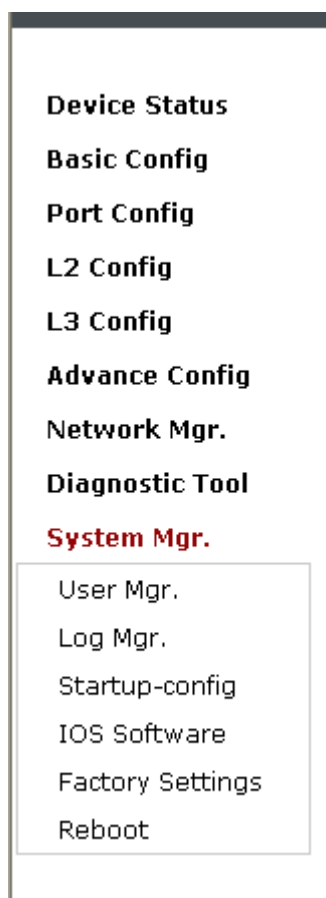 Device Status
Basic Config
Port Config
L2 Config
L3 Config
Advance Config
Network Mgr.
Diagnostic Tool
System Mgr.
User Mgr.
Log Mgr.
Startup-config
IOS Software
Factory Settings
Reboot